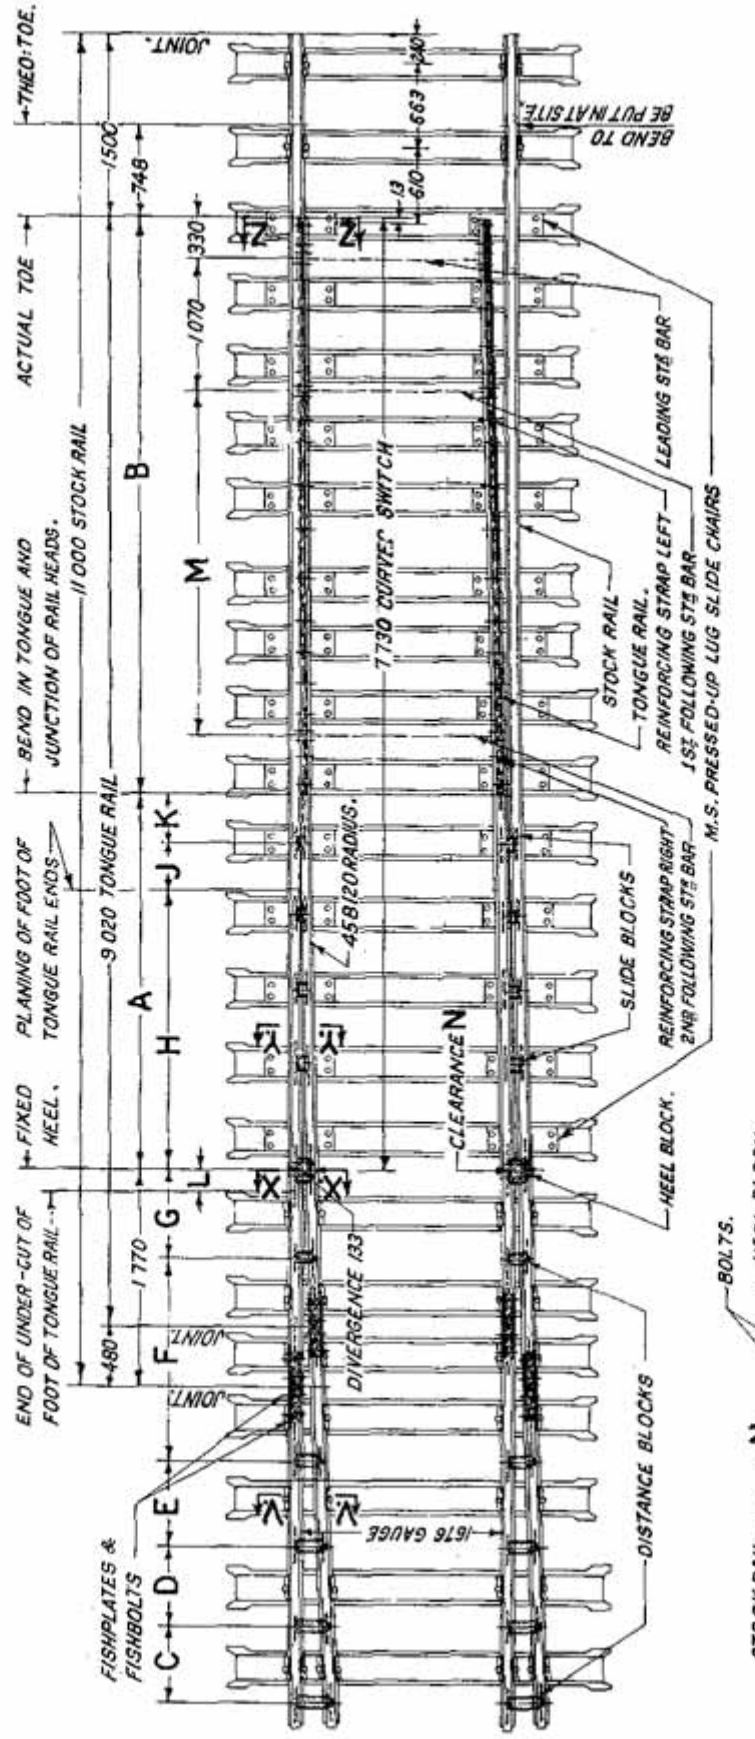 END OF UNDER-CUT OF
FOOT OF TONGUE RAIL
FIXED
HEEL.
PLANING OF FOOT OF
TONGUE RAIL ENDS.
BEND IN TONGUE AND
JUNCTION OF RAIL HEADS.
ACTUAL TOE
THEO: TOE.
11 000 STOCK RAIL
9 020 TONGUE RAIL
480
1 770
1500
748
A
B
FISHPLATES &
FISHBOLTS
C
D
E
F
G
L
H
J
K
M
1070
330
JOINT.
JOINT.
JOINT.
V
V
X
X
Y
Y
Z
Z
458120 RADIUS.
DIVERGENCE 133
1676 GAUGE
7730 CURVED SWITCH
CLEARANCE N
13
610
663
240
BEND TO
BE PUT IN AT SITE.
DISTANCE BLOCKS
HEEL BLOCK.
SLIDE BLOCKS
STOCK RAIL
TONGUE RAIL.
REINFORCING STRAP LEFT
LEADING STR BAR
1ST FOLLOWING STR BAR
REINFORCING STRAP RIGHT
2ND FOLLOWING STR BAR
M.S. PRESSED-UP LUG SLIDE CHAIRS
BOLTS.